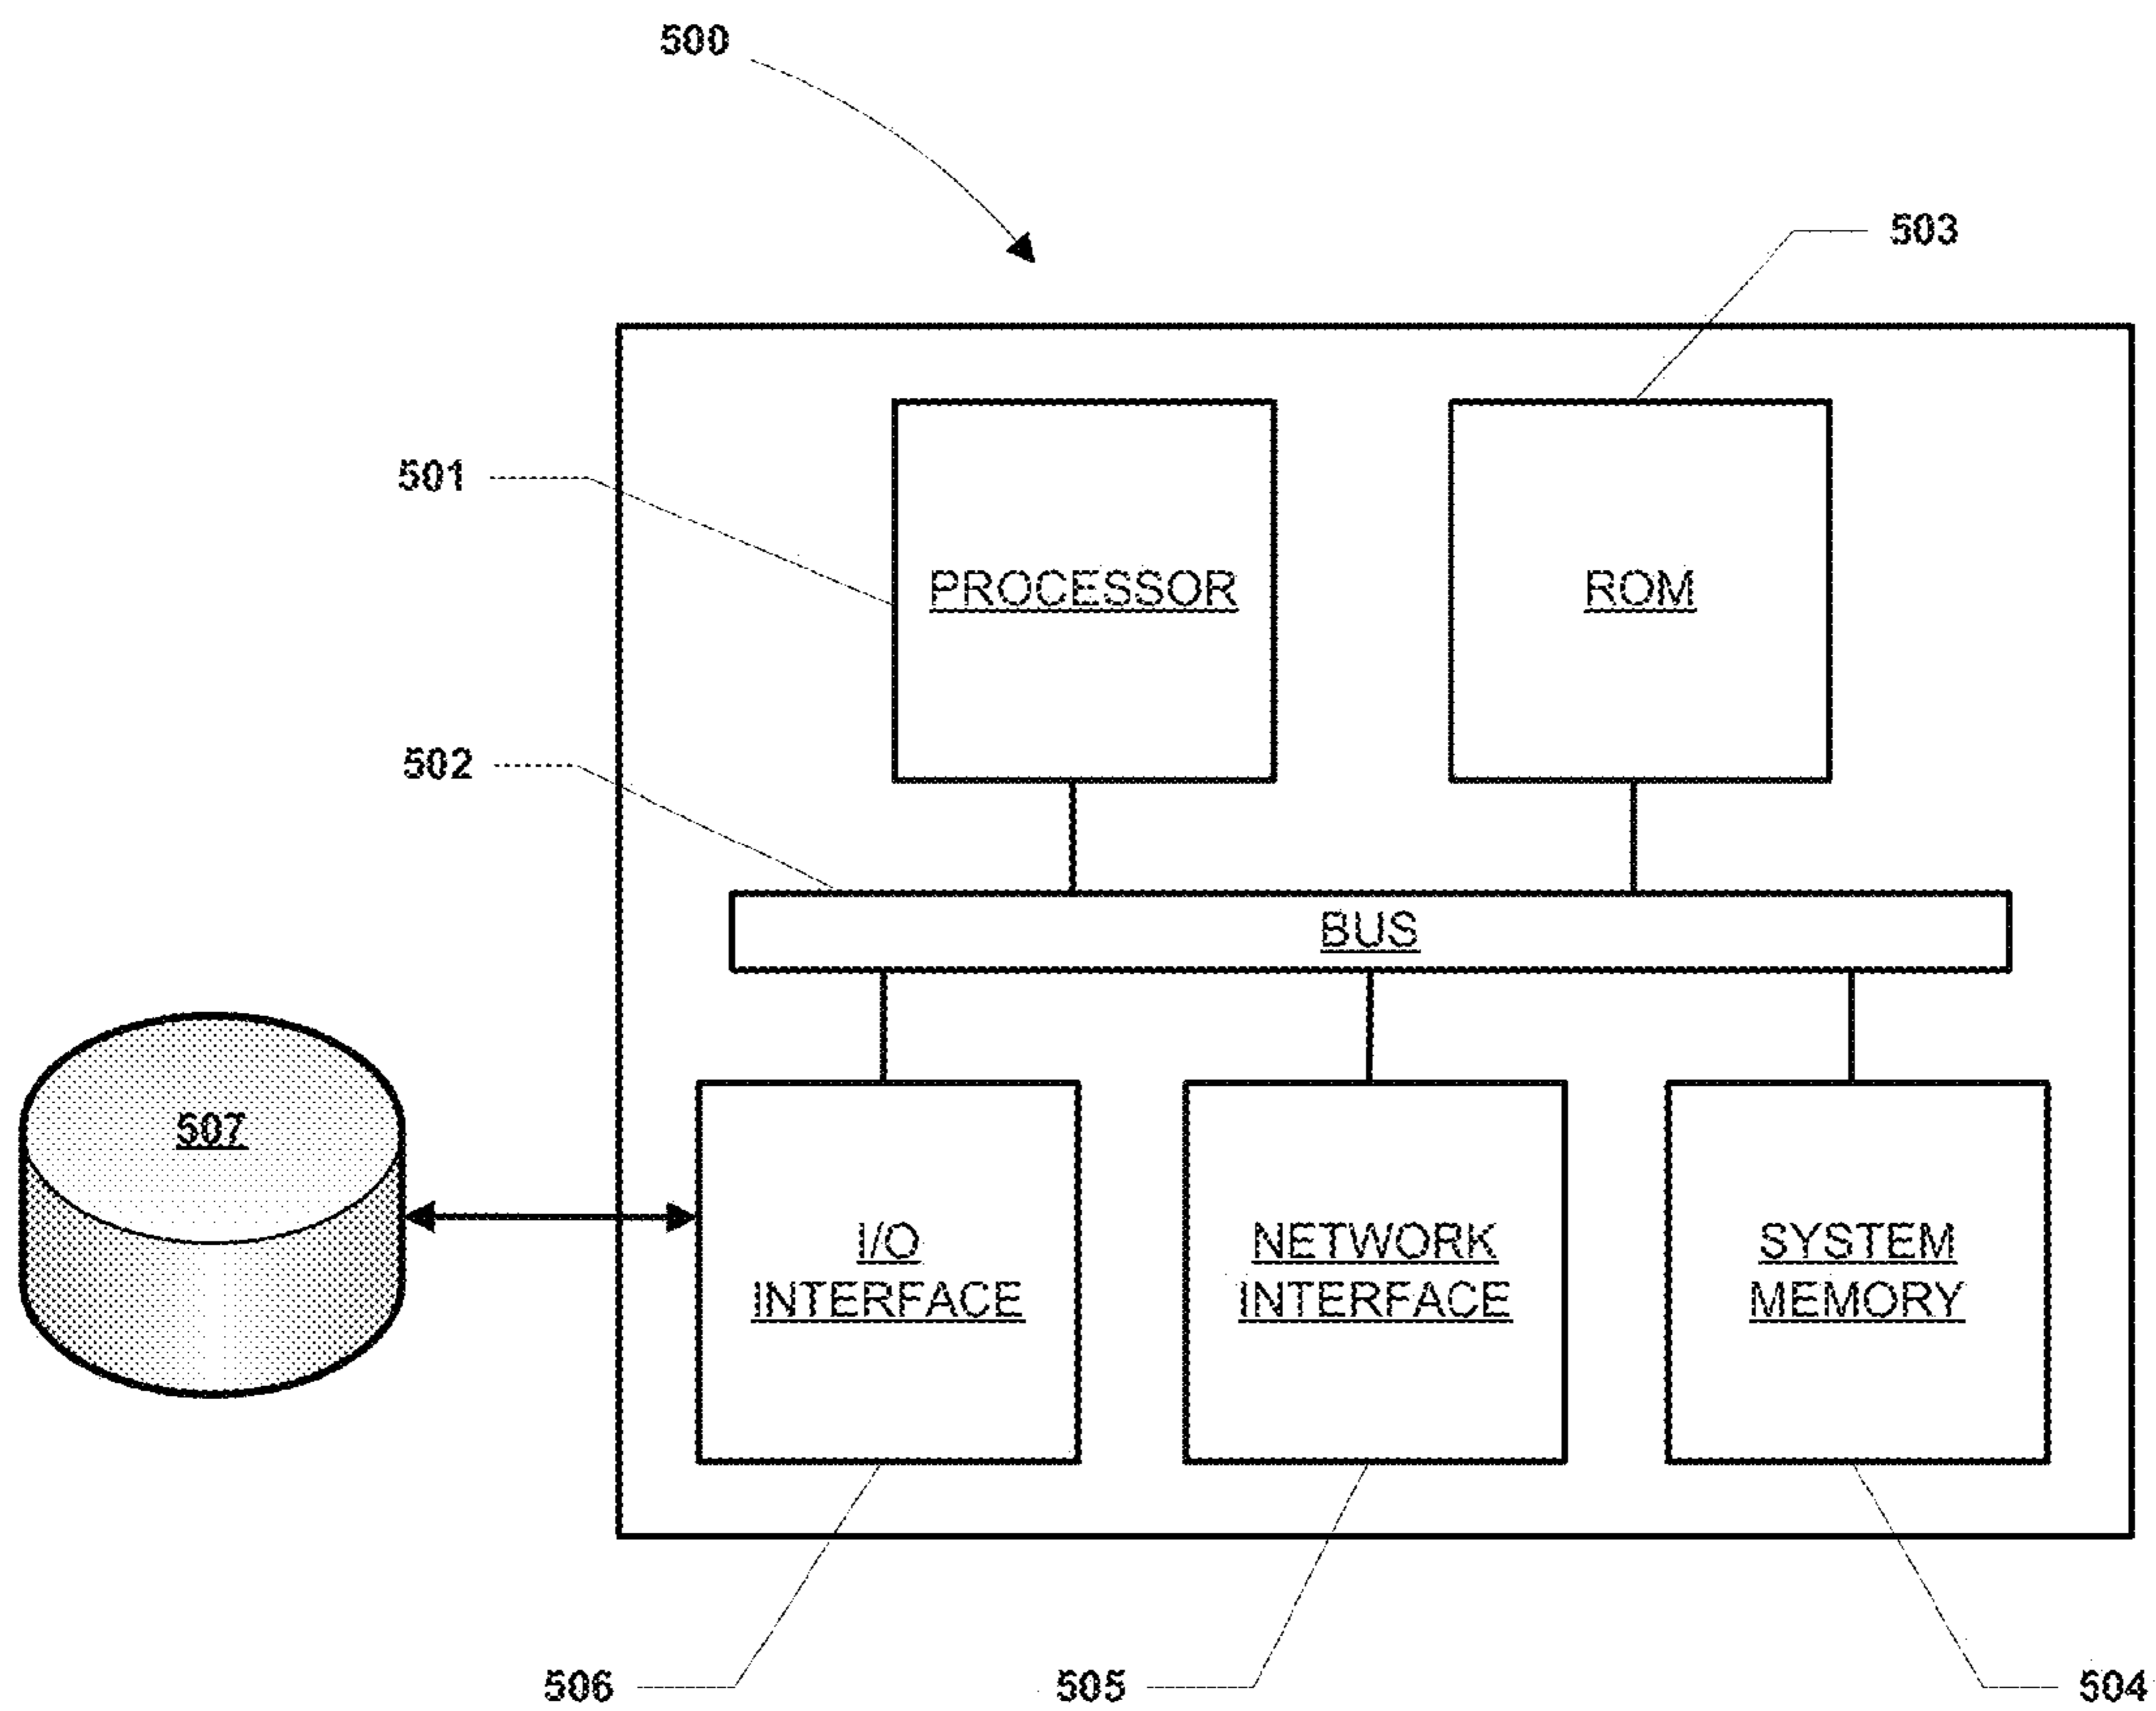 500
503
501
PROCESSOR
ROM
502
BUS
507
I/O
INTERFACE
NETWORK
INTERFACE
SYSTEM
MEMORY
506
505
504